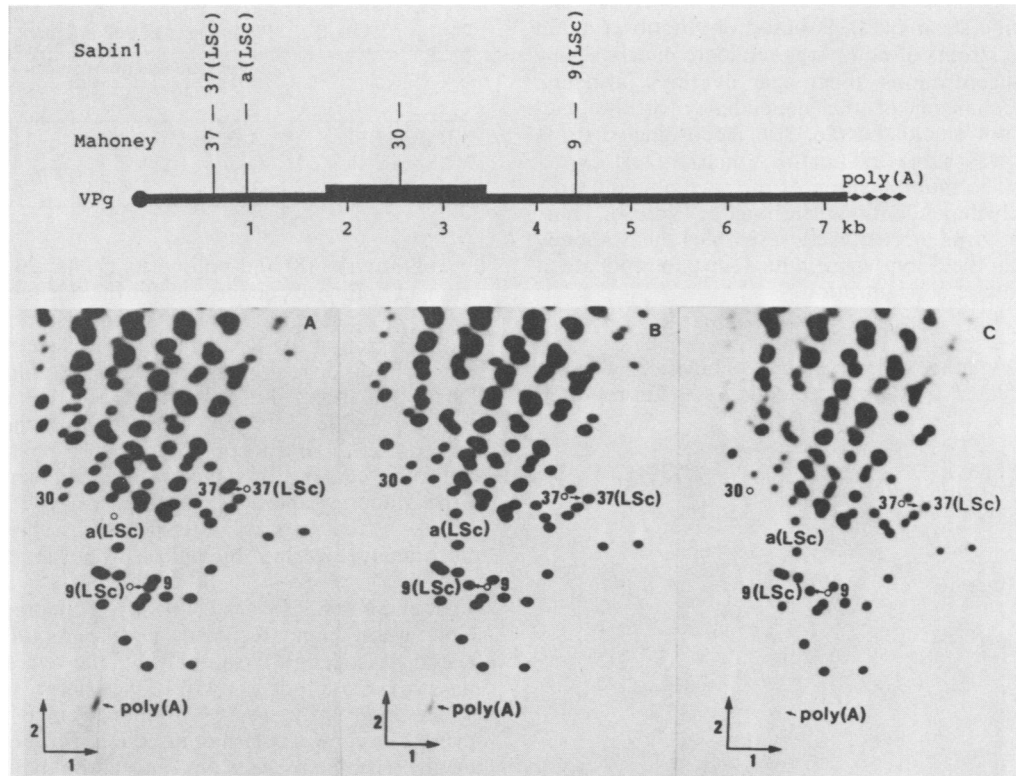 Sabin1
37(LSc)
a(LSc)
9(LSc)
Mahoney
37
30
9
VPg
poly(A)
1 2 3 4 5 6 7 kb
A
30
37 37(LSc)
a(LSc)
9(LSc) 9
poly(A)
2
1
B
30
37 37(LSc)
a(LSc)
9(LSc) 9
poly(A)
2
1
C
30
37 37(LSc)
a(LSc)
9(LSc) 9
poly(A)
2
1